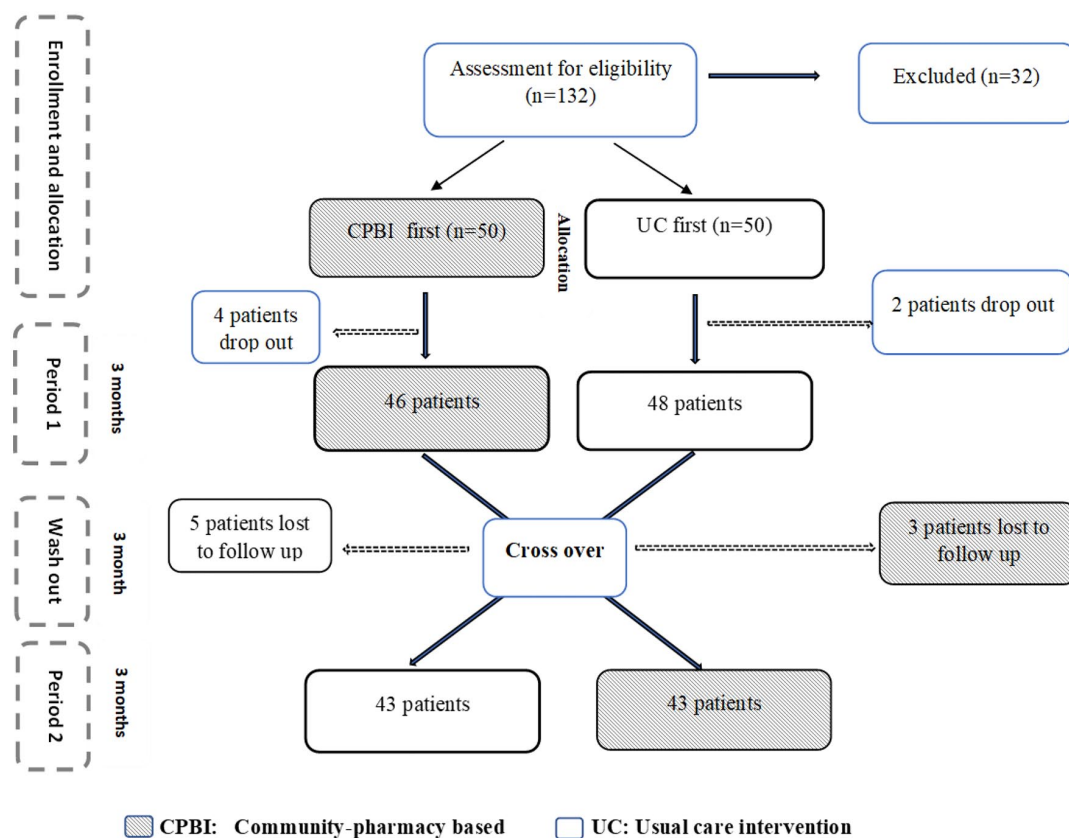 Enrollment and allocation
Assessment for eligibility
(n=132)
Excluded (n=32)
CPBI first (n=50)
Allocation
UC first (n=50)
4 patients
drop out
2 patients drop out
Period 1
3 months
46 patients
48 patients
Wash out
3 month
5 patients lost
to follow up
Cross over
3 patients lost to
follow up
Period 2
3 months
43 patients
43 patients
CPBI: Community-pharmacy based
UC: Usual care intervention